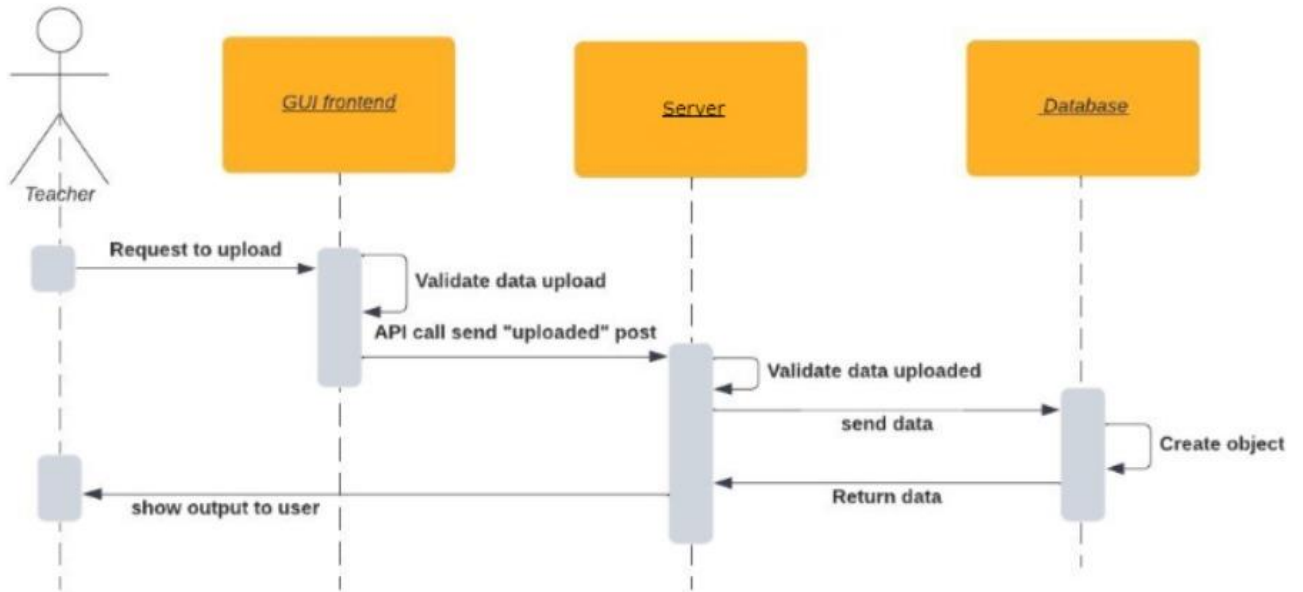 GUI frontend
Server
Database
Teacher
Request to upload
Validate data upload
API call send "uploaded" post
Validate data uploaded
send data
Create object
Return data
show output to user